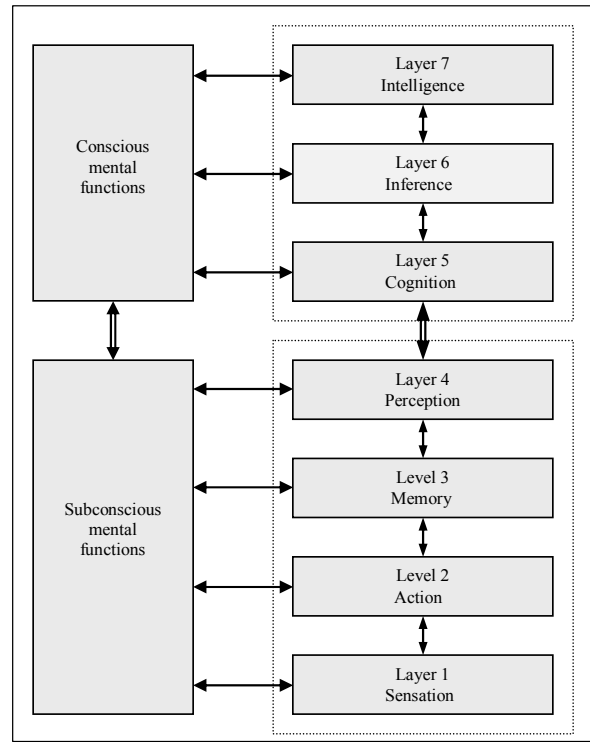 Conscious
mental
functions
Layer 7
Intelligence
Layer 6
Inference
Layer 5
Cognition
Subconscious
mental
functions
Layer 4
Perception
Level 3
Memory
Level 2
Action
Layer 1
Sensation